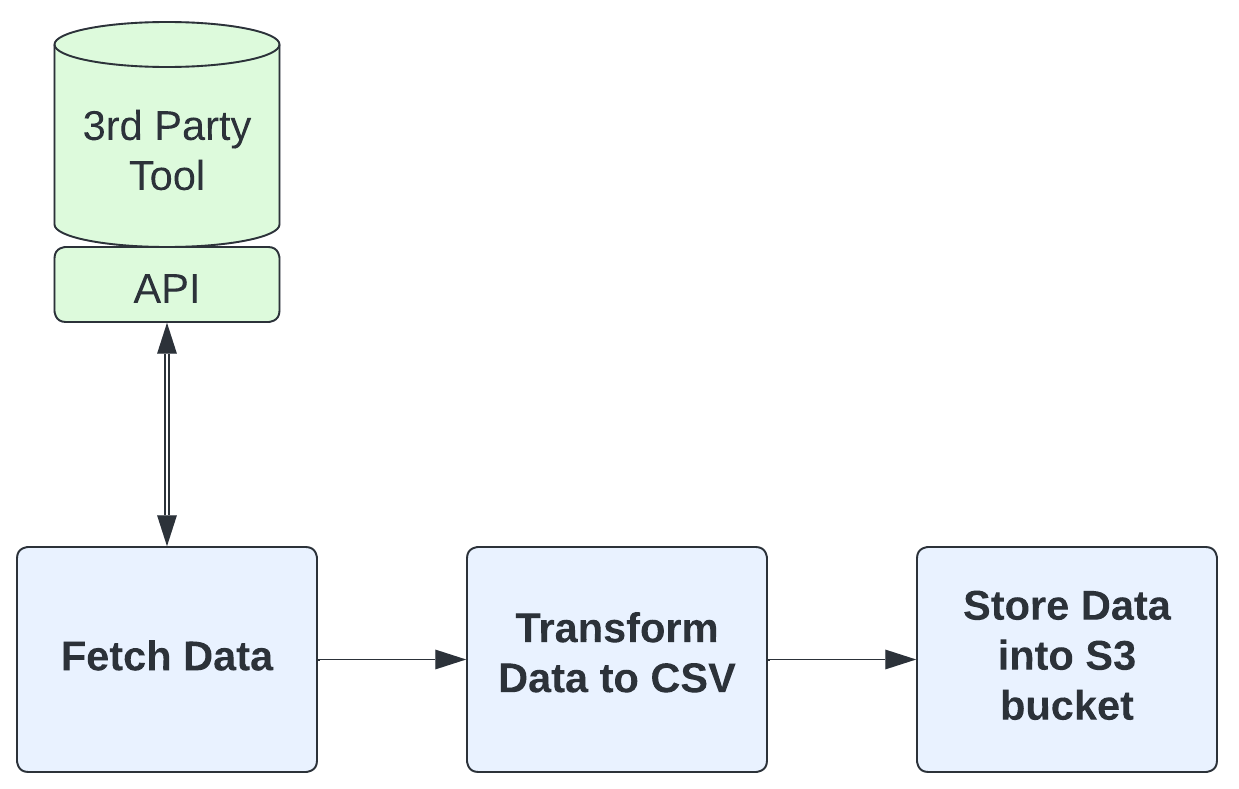 3rd Party
Tool
API
Fetch Data
Transform
Data to CSV
Store Data
into S3
bucket